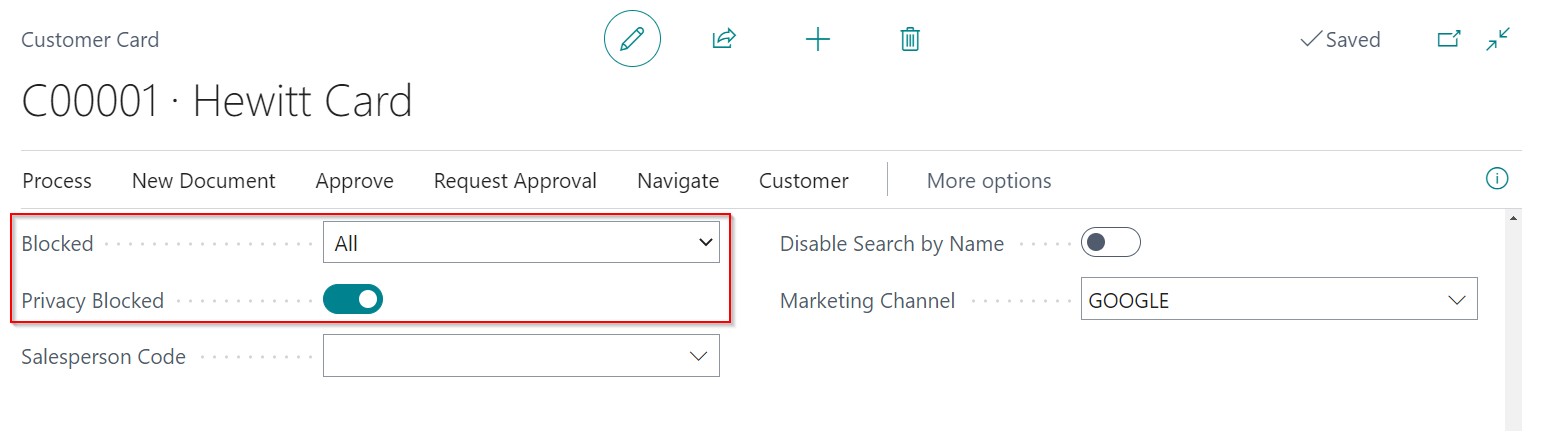 Customer Card
Saved
C00001 · Hewitt Card
Process New Document Approve Request Approval Navigate Customer More options
Blocked All Disable Search by Name
Privacy Blocked Marketing Channel GOOGLE
Salesperson Code